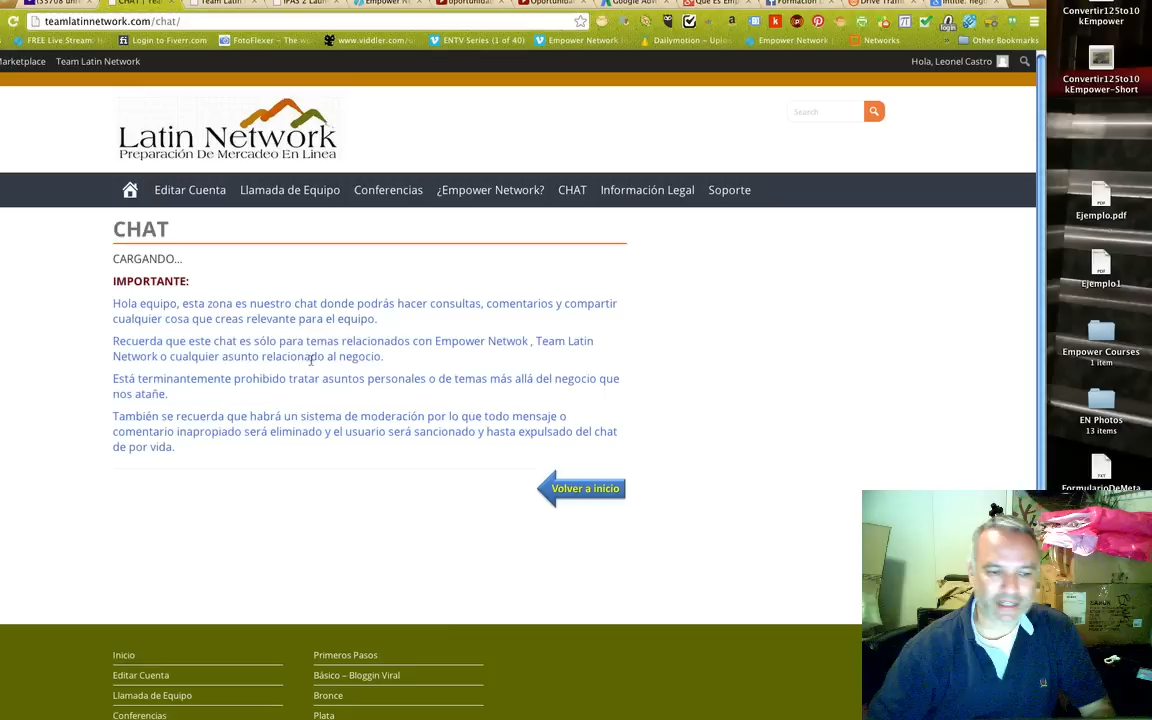 teamlatinnetwork.com/chat/
FREE Live Stream: H
Login to Fiverr.com
FotoFlexer – The w
www.viddler.com/
ENTV Series (1 of 40)
Empower Network
Dailymotion – Uplo
Empower Network
Networks
Other Bookmarks
Marketplace
Team Latin Network
Hola, Leonel Castro
Latin Network
Preparación De Mercadeo En Linea
Search
Editar Cuenta
Llamada de Equipo
Conferencias
¿Empower Network?
CHAT
Información Legal
Soporte
CHAT
CARGANDO...
IMPORTANTE:
Hola equipo, esta zona es nuestro chat donde podrás hacer consultas, comentarios y compartir
cualquier cosa que creas relevante para el equipo.
Recuerda que este chat es sólo para temas relacionados con Empower Netwok , Team Latin
Network o cualquier asunto relacionado al negocio.
Está terminantemente prohibido tratar asuntos personales o de temas más allá del negocio que
nos atañe.
También se recuerda que habrá un sistema de moderación por lo que todo mensaje o
comentario inapropiado será eliminado y el usuario será sancionado y hasta expulsado del chat
de por vida.
Volver a inicio
Inicio
Editar Cuenta
Llamada de Equipo
Conferencias
Primeros Pasos
Básico – Bloggin Viral
Bronce
Plata
Convertir125to10
kEmpower
Convertir125to10
kEmpower-Short
Ejemplo.pdf
Ejemplo1
Empower Courses
1 item
EN Photos
13 items
FormularioDeMeta